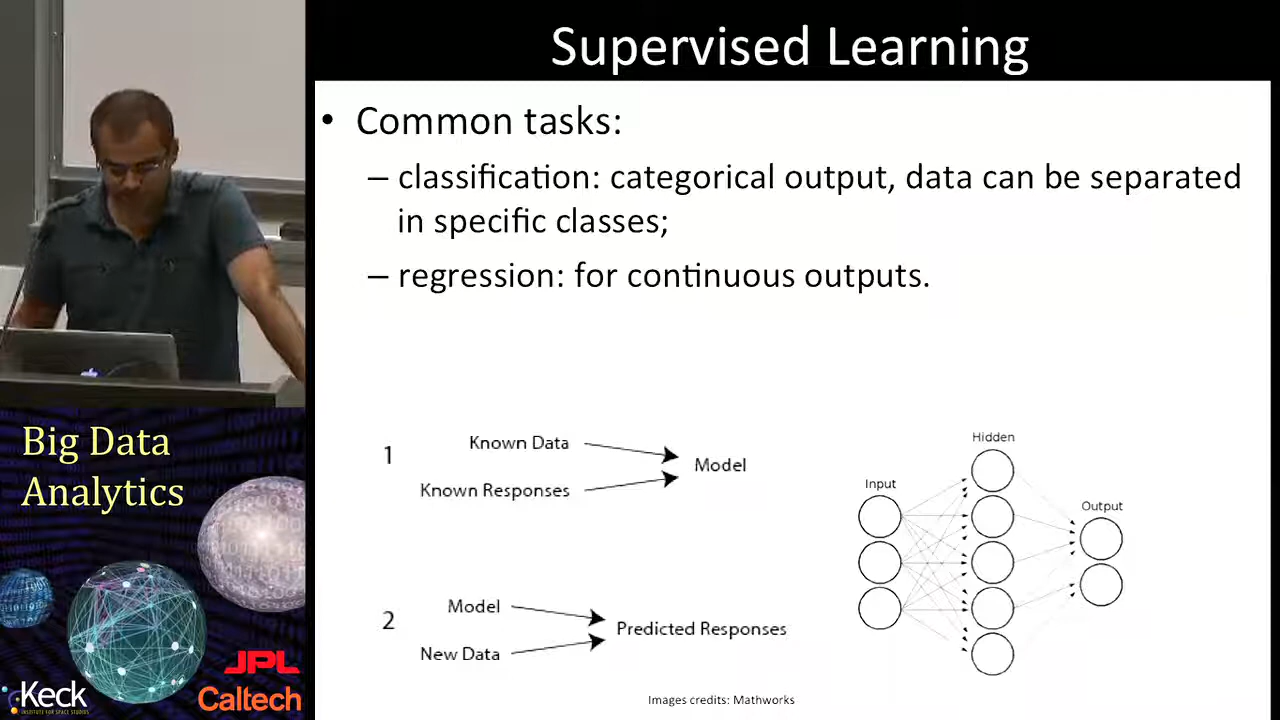 Supervised Learning
• Common tasks:
– classification: categorical output, data can be separated
in specific classes;
– regression: for continuous outputs.
1
Known Data
Known Responses
Model
2
Model
New Data
Predicted Responses
Input
Hidden
Output
Images credits: Mathworks
Big Data
Analytics
Keck
INSTITUTE FOR SPACE STUDIES
JPL
Caltech